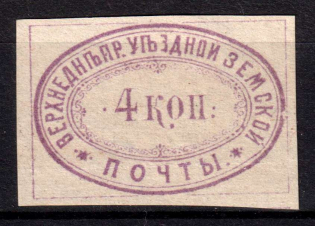 ВЕРХНЕДНѢПР. УѢЗДНОЙ ЗЕМСКОЙ
· 4 коп:
* ПОЧТЫ. *